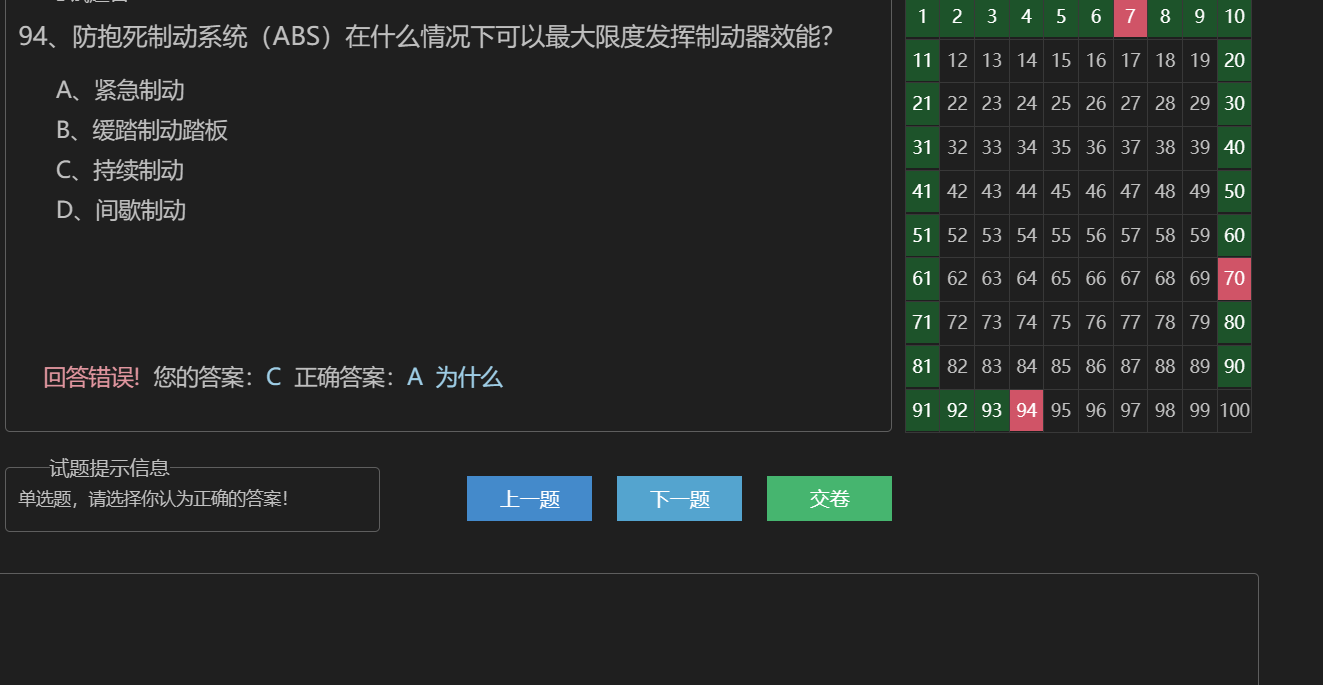 94、防抱死制动系统（ABS）在什么情况下可以最大限度发挥制动器效能？
A、紧急制动
B、缓踏制动踏板
C、持续制动
D、间歇制动
回答错误! 您的答案：C 正确答案：A 为什么
试题提示信息
单选题，请选择你认为正确的答案！
上一题 下一题 交卷
1 2 3 4 5 6 7 8 9 10
11 12 13 14 15 16 17 18 19 20
21 22 23 24 25 26 27 28 29 30
31 32 33 34 35 36 37 38 39 40
41 42 43 44 45 46 47 48 49 50
51 52 53 54 55 56 57 58 59 60
61 62 63 64 65 66 67 68 69 70
71 72 73 74 75 76 77 78 79 80
81 82 83 84 85 86 87 88 89 90
91 92 93 94 95 96 97 98 99 100